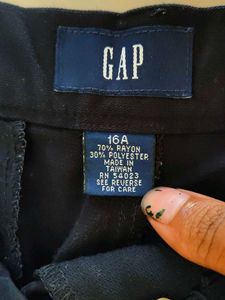 GAP
16A
70% RAYON
30% POLYESTER
MADE IN
TAIWAN
RN 54023
SEE REVERSE
FOR CARE